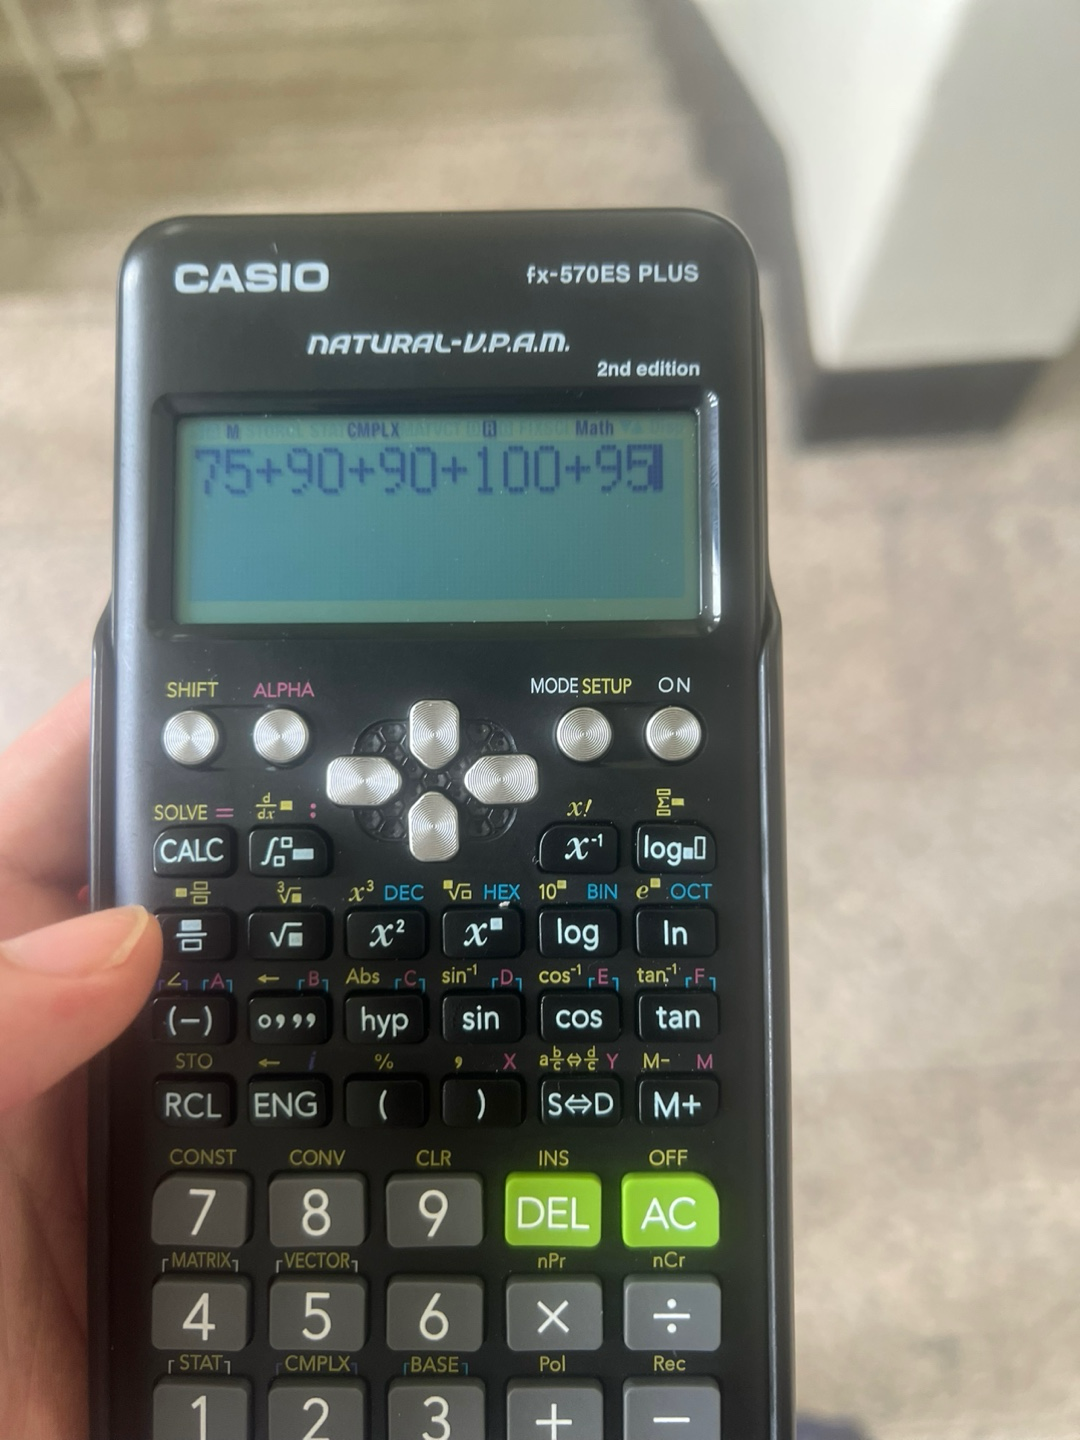 CASIO fx-570ES PLUS
NATURAL-V.P.A.M.
2nd edition
M CMPLX R Math
75+90+90+100+95
SHIFT ALPHA MODE SETUP ON
SOLVE = d/dx : x! Σ
CALC ∫ x⁻¹ log
³√ x³ DEC √ HEX 10 BIN e OCT
√ x² x log ln
∠ A ← B Abs C sin⁻¹ D cos⁻¹ E tan⁻¹ F
(−) °,,, hyp sin cos tan
STO ← i % , X a b/c⇔d/c Y M− M
RCL ENG ( ) S⇔D M+
CONST CONV CLR INS OFF
7 8 9 DEL AC
MATRIX VECTOR nPr nCr
4 5 6 × ÷
STAT CMPLX BASE Pol Rec
1 2 3 + −